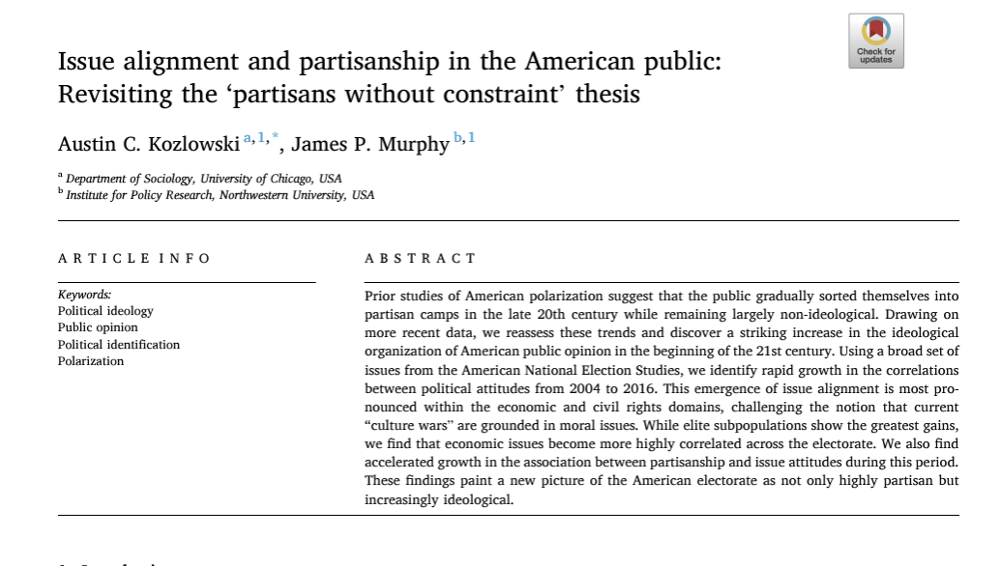 Check for
updates
Issue alignment and partisanship in the American public:
Revisiting the ‘partisans without constraint’ thesis
Austin C. Kozlowski a,1,*, James P. Murphy b,1
a Department of Sociology, University of Chicago, USA
b Institute for Policy Research, Northwestern University, USA
ARTICLE INFO
Keywords:
Political ideology
Public opinion
Political identification
Polarization
ABSTRACT
Prior studies of American polarization suggest that the public gradually sorted themselves into
partisan camps in the late 20th century while remaining largely non-ideological. Drawing on
more recent data, we reassess these trends and discover a striking increase in the ideological
organization of American public opinion in the beginning of the 21st century. Using a broad set of
issues from the American National Election Studies, we identify rapid growth in the correlations
between political attitudes from 2004 to 2016. This emergence of issue alignment is most pro-
nounced within the economic and civil rights domains, challenging the notion that current
“culture wars” are grounded in moral issues. While elite subpopulations show the greatest gains,
we find that economic issues become more highly correlated across the electorate. We also find
accelerated growth in the association between partisanship and issue attitudes during this period.
These findings paint a new picture of the American electorate as not only highly partisan but
increasingly ideological.